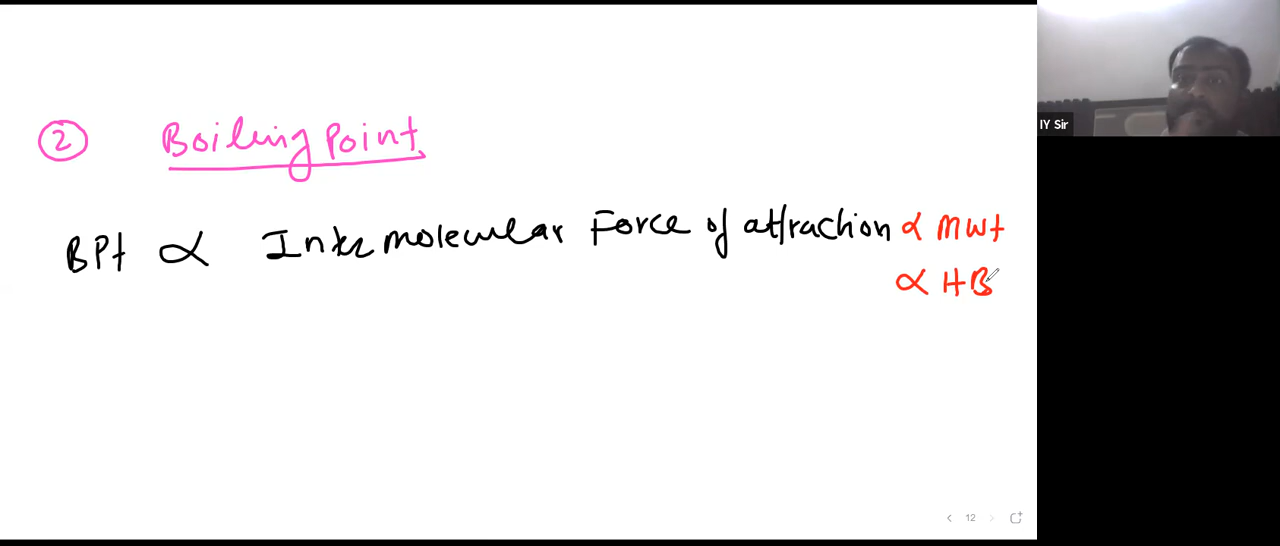 ② Boiling Point
BPt ∝ Intermolecular Force of attraction ∝ MWt
∝ HB
IY Sir
12